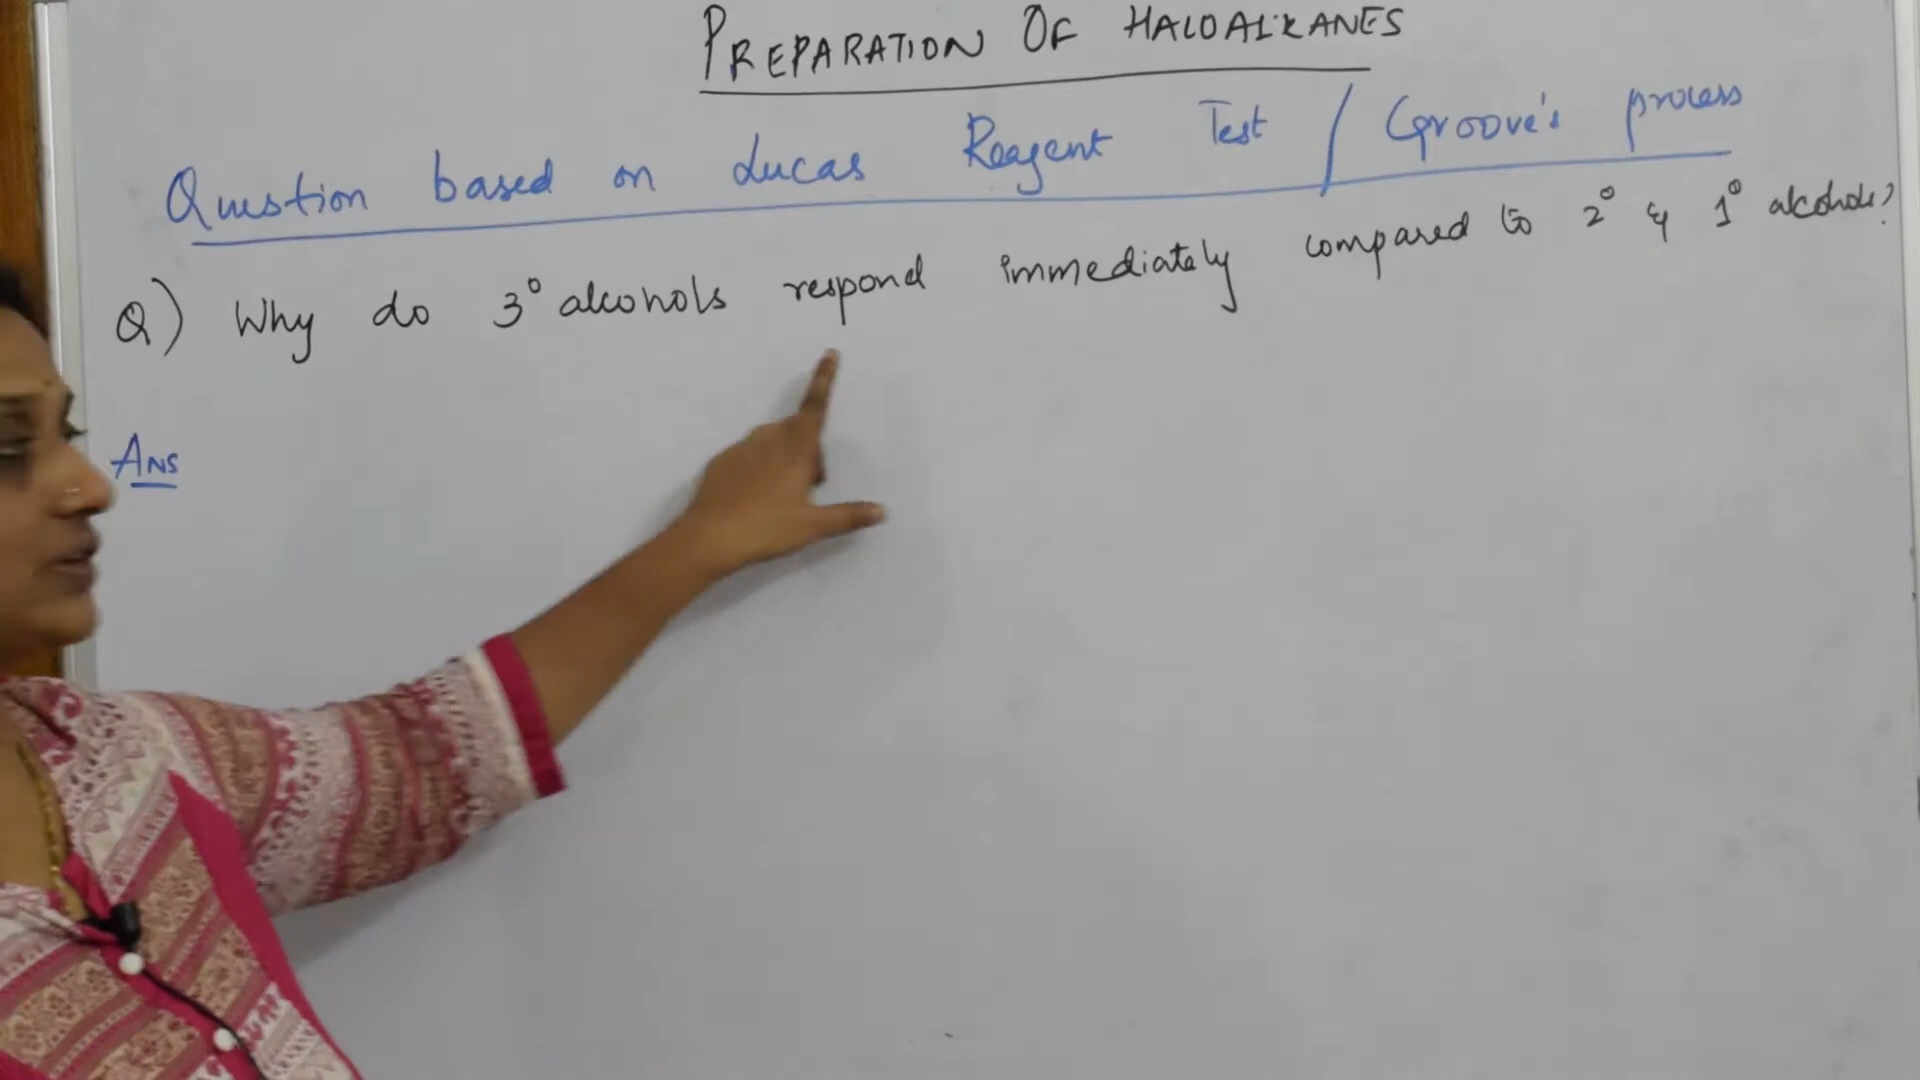 PREPARATION OF HALOALKANES
Question based on Lucas Reagent Test / Groove's process
Q) Why do 3° alcohols respond immediately compared to 2° & 1° alcohols?
ANS